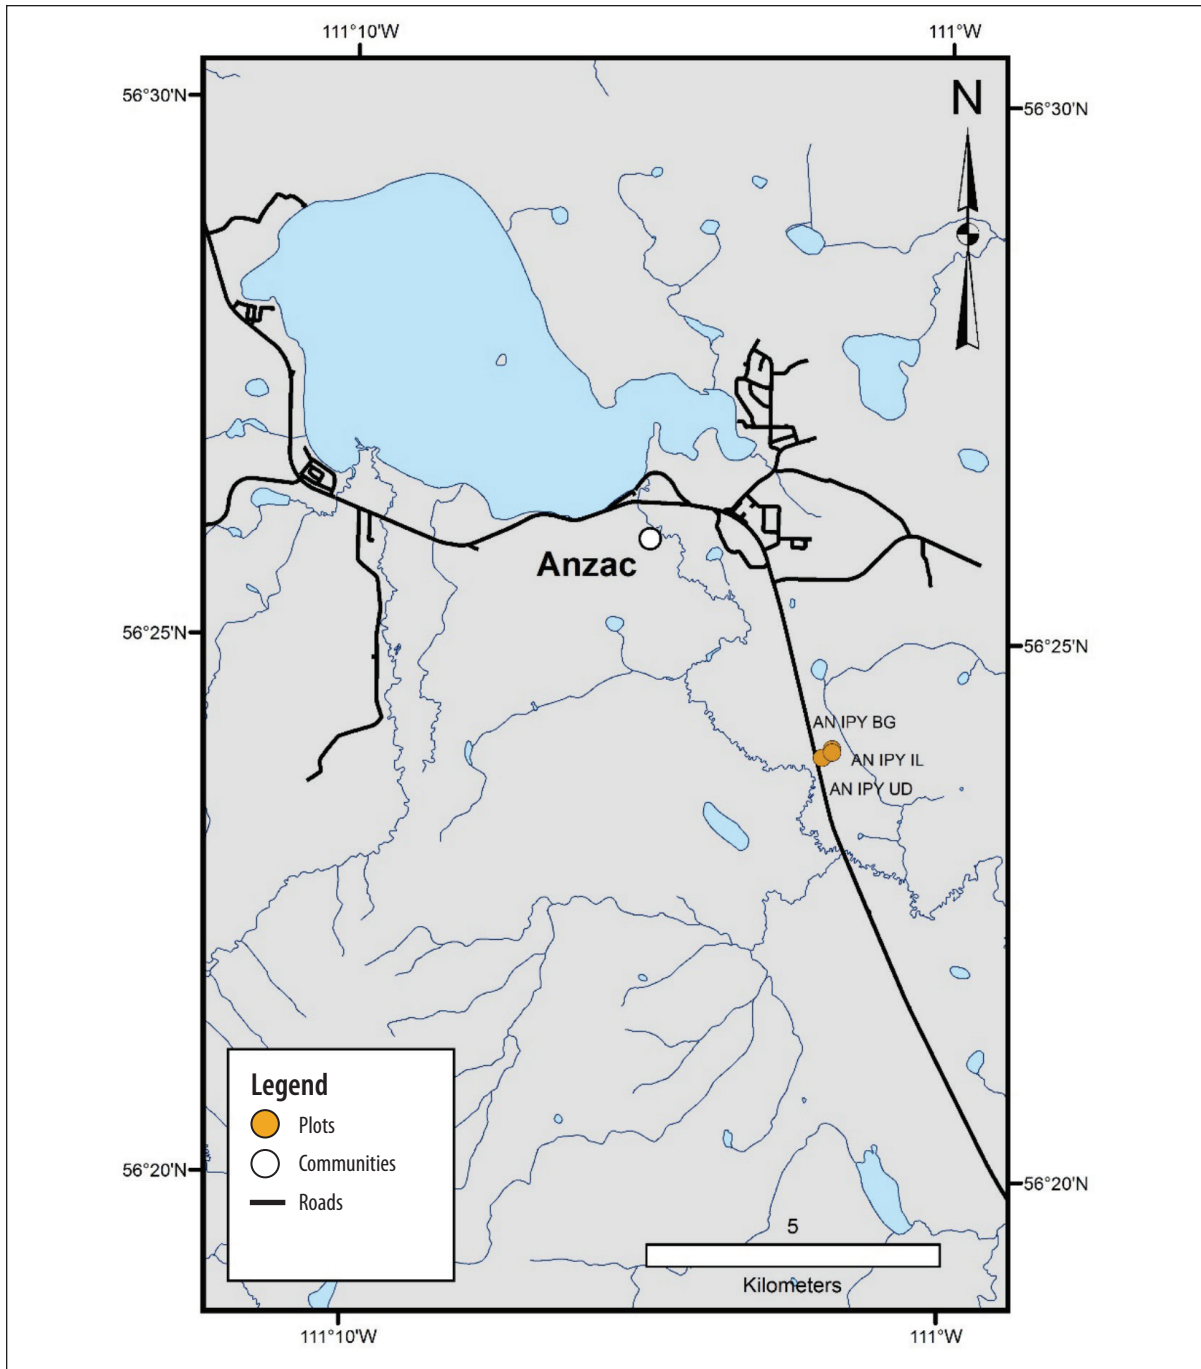 111°10'W
111°W
56°30'N
N
56°30'N
Anzac
56°25'N
56°25'N
AN IPY BG
AN IPY IL
AN IPY UD
Legend
Plots
Communities
Roads
56°20'N
56°20'N
5
Kilometers
111°10'W
111°W